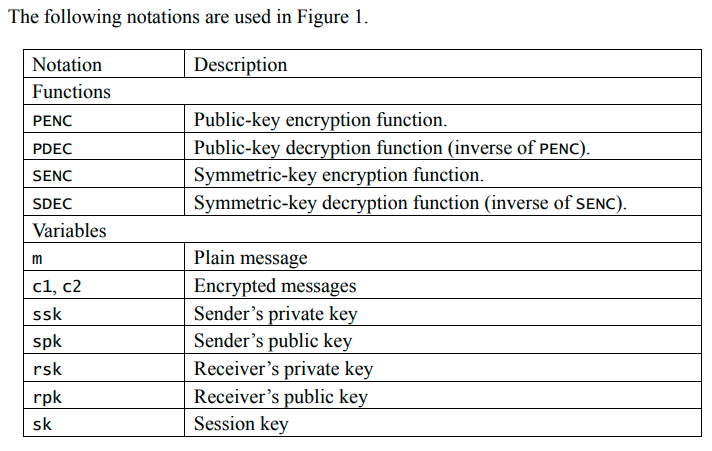 The following notations are used in Figure 1.
Notation Description
Functions
PENC Public-key encryption function.
PDEC Public-key decryption function (inverse of PENC).
SENC Symmetric-key encryption function.
SDEC Symmetric-key decryption function (inverse of SENC).
Variables
m Plain message
c1, c2 Encrypted messages
ssk Sender’s private key
spk Sender’s public key
rsk Receiver’s private key
rpk Receiver’s public key
sk Session key